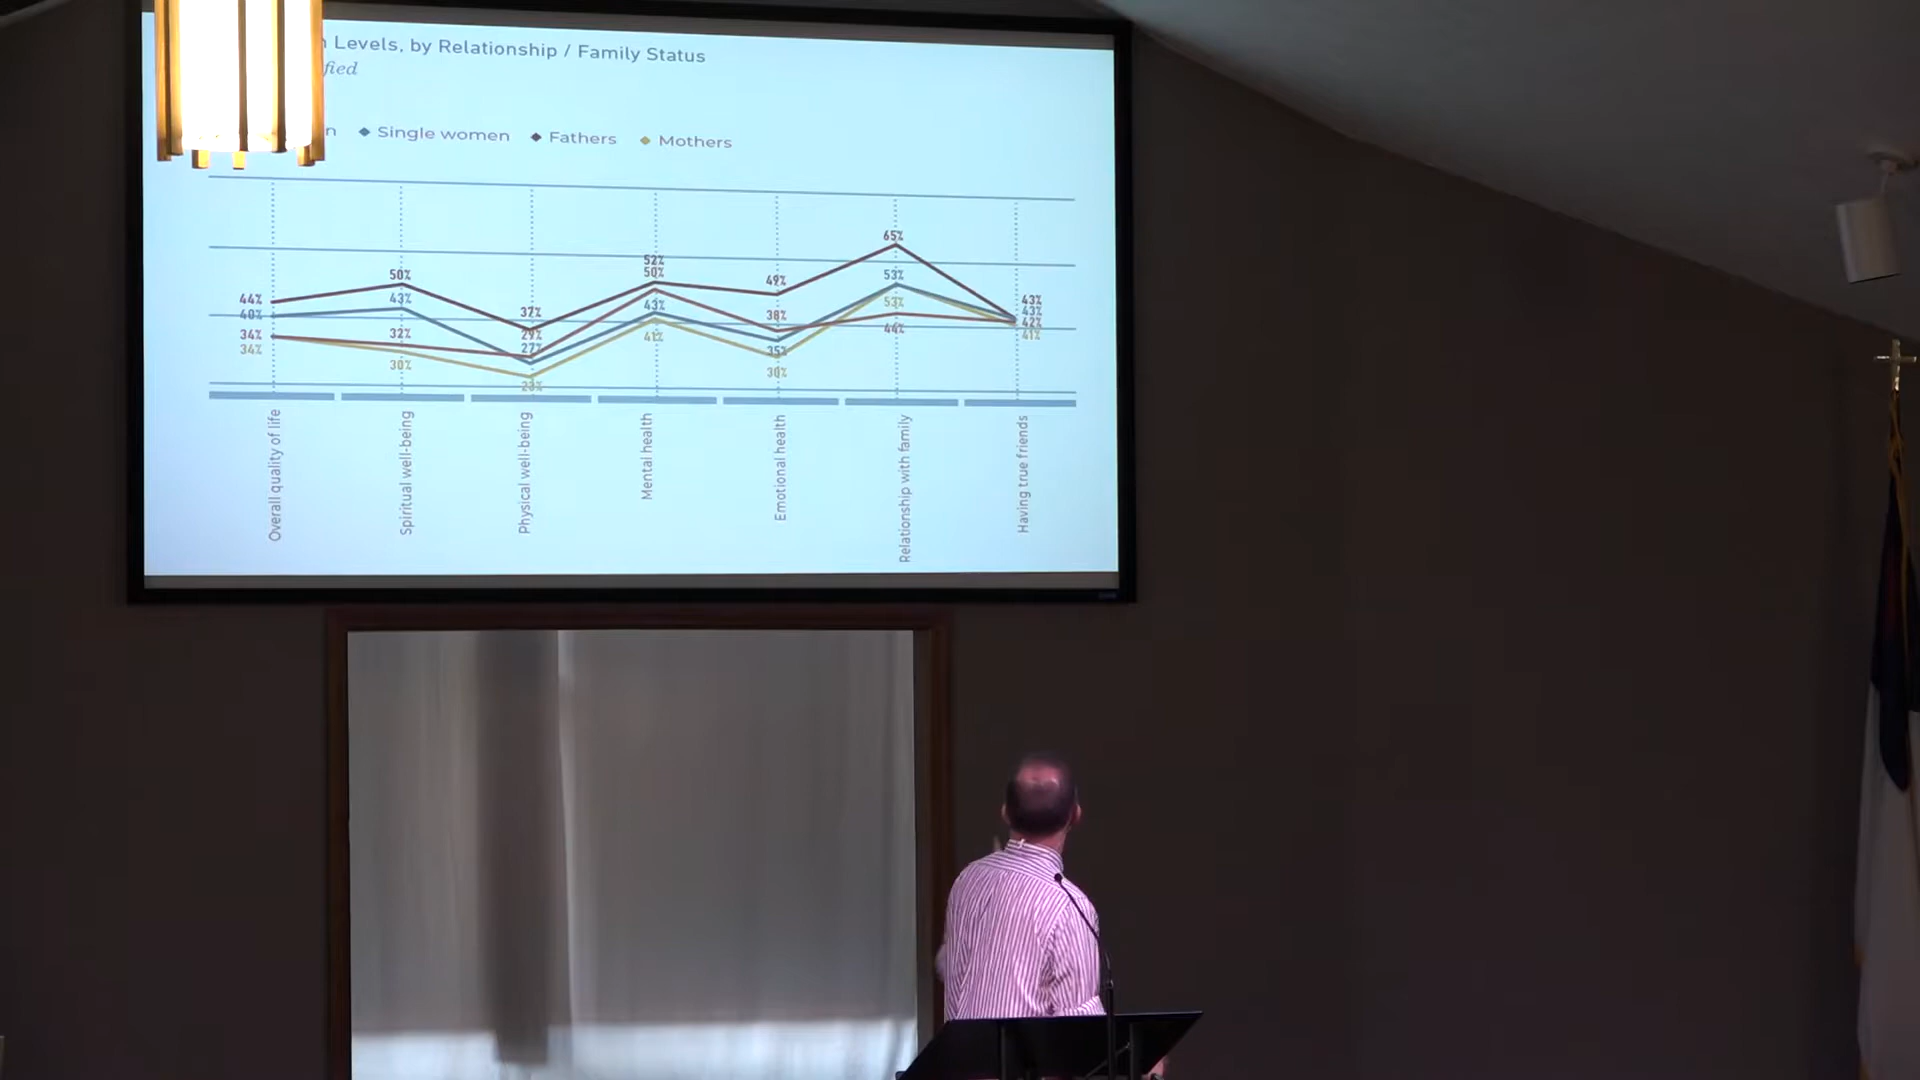 n Levels, by Relationship / Family Status
fied
n ◆ Single women ◆ Fathers ◆ Mothers
65%
52%
50% 50% 49% 53%
44% 43% 37% 43% 38% 53% 43%
40% 29% 43%
34% 32% 27% 41% 35% 44% 42%
34% 30% 23% 30% 41%
Overall quality of life
Spiritual well-being
Physical well-being
Mental health
Emotional health
Relationship with family
Having true friends